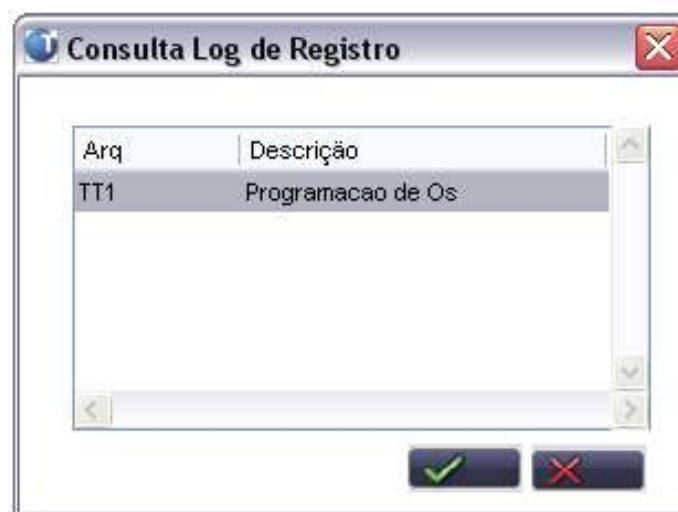 Consulta Log de Registro
Arq Descrição
TT1 Programacao de Os